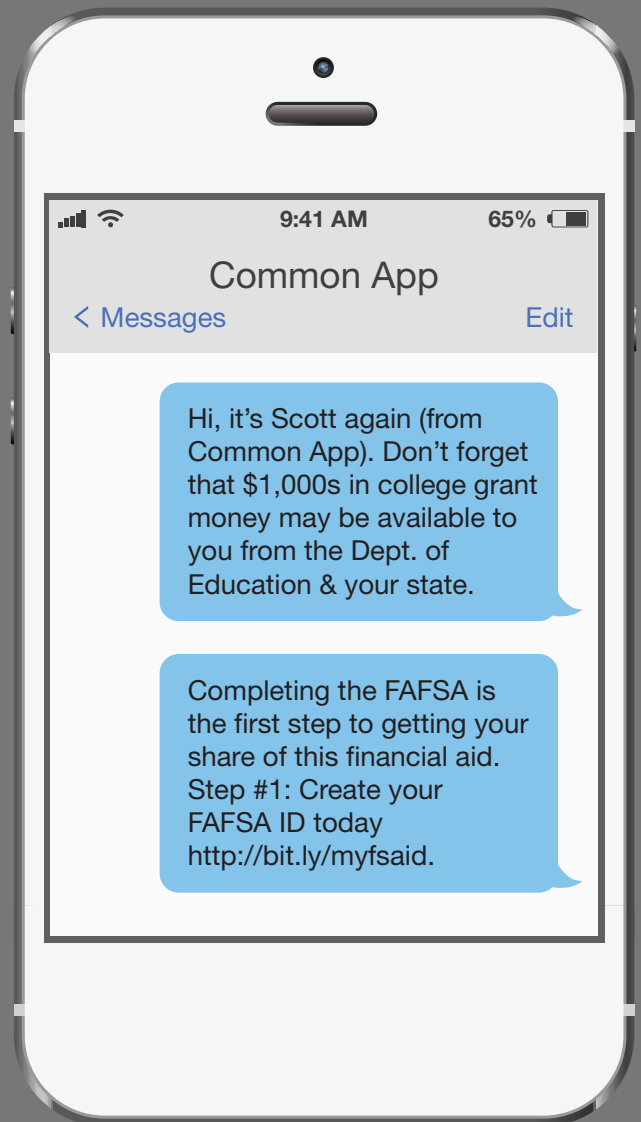 9:41 AM 65%
Common App
< Messages Edit
Hi, it’s Scott again (from
Common App). Don’t forget
that $1,000s in college grant
money may be available to
you from the Dept. of
Education & your state.
Completing the FAFSA is
the first step to getting your
share of this financial aid.
Step #1: Create your
FAFSA ID today
http://bit.ly/myfsaid.